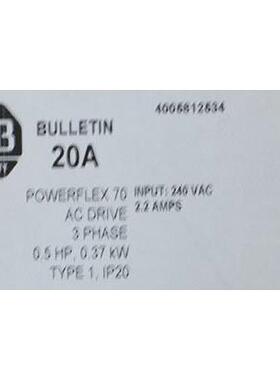 4005812534
B BULLETIN
20A
POWERFLEX 70 INPUT: 240 VAC
AC DRIVE 2.2 AMPS
3 PHASE
0.5 HP, 0.37 kW
TYPE 1, IP20